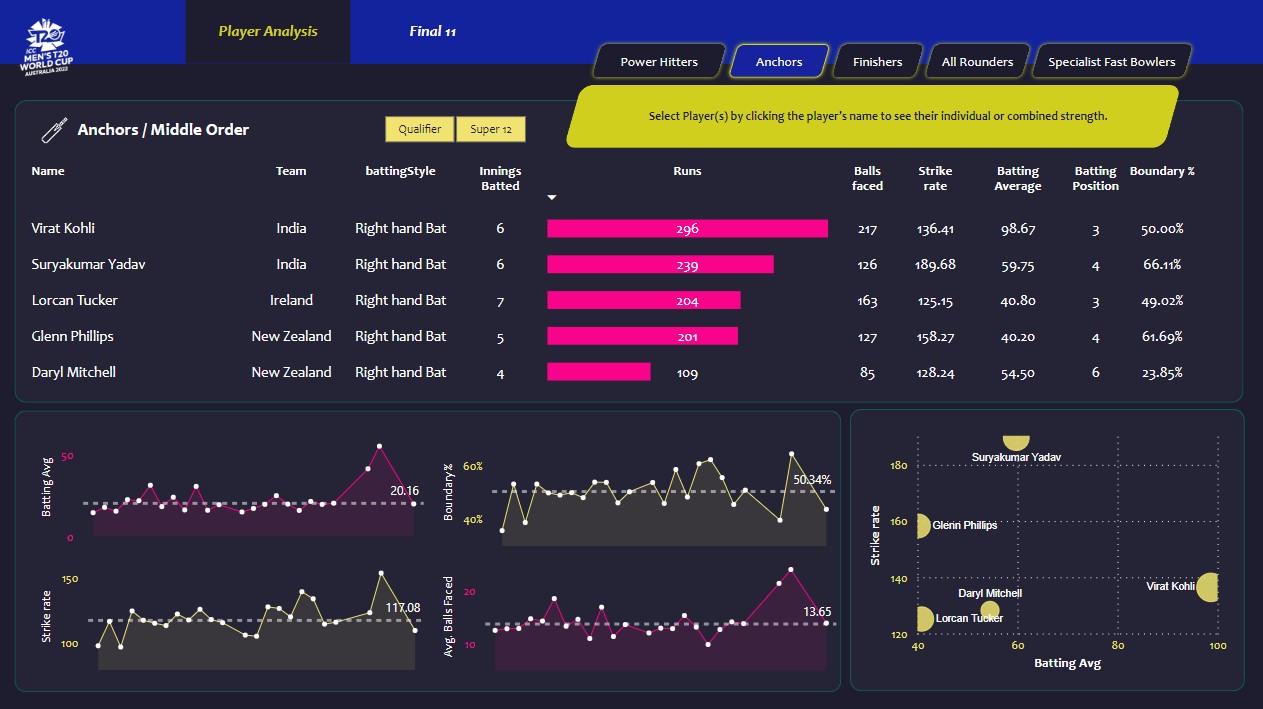 ICC
MEN'S T20
WORLD CUP
AUSTRALIA 2022
Player Analysis
Final 11
Power Hitters
Anchors
Finishers
All Rounders
Specialist Fast Bowlers
Select Player(s) by clicking the player's name to see their individual or combined strength.
Anchors / Middle Order
Qualifier
Super 12
Name Team battingStyle Innings Batted Runs Balls faced Strike rate Batting Average Batting Position Boundary %
Virat Kohli India Right hand Bat 6 296 217 136.41 98.67 3 50.00%
Suryakumar Yadav India Right hand Bat 6 239 126 189.68 59.75 4 66.11%
Lorcan Tucker Ireland Right hand Bat 7 204 163 125.15 40.80 3 49.02%
Glenn Phillips New Zealand Right hand Bat 5 201 127 158.27 40.20 4 61.69%
Daryl Mitchell New Zealand Right hand Bat 4 109 85 128.24 54.50 6 23.85%
Batting Avg
50
0
20.16
Boundary%
60%
40%
50.34%
Strike rate
150
100
117.08
Avg. Balls Faced
20
10
13.65
Strike rate
180
160
140
120
Suryakumar Yadav
Glenn Phillips
Virat Kohli
Daryl Mitchell
Lorcan Tucker
40 60 80 100
Batting Avg